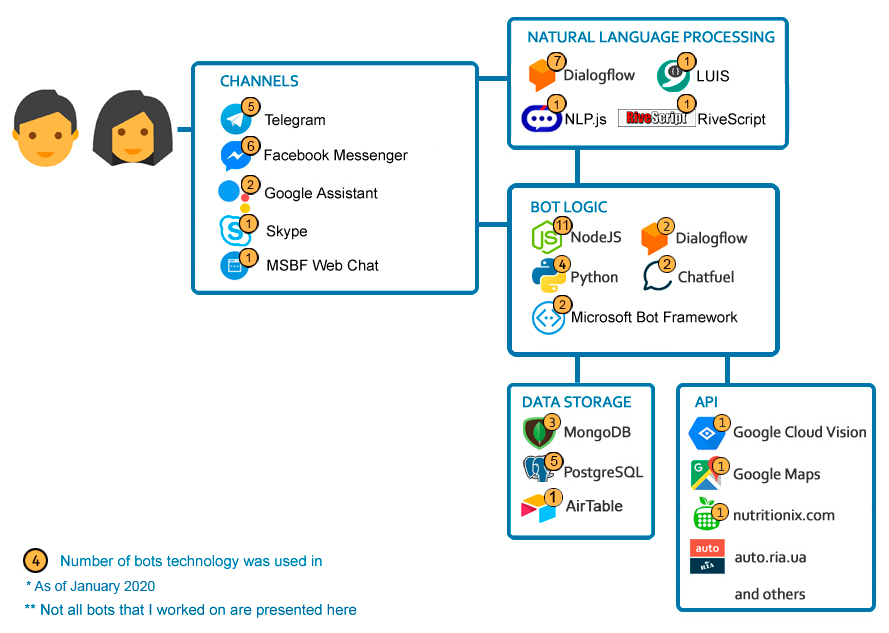 CHANNELS
5
Telegram
6
Facebook Messenger
2
Google Assistant
1
Skype
1
MSBF Web Chat
NATURAL LANGUAGE PROCESSING
7
Dialogflow
1
LUIS
1
NLP.js
RiveScript
1
RiveScript
BOT LOGIC
11
JS
NodeJS
2
Dialogflow
4
Python
2
Chatfuel
2
Microsoft Bot Framework
DATA STORAGE
3
MongoDB
5
PostgreSQL
1
AirTable
API
1
Google Cloud Vision
G
1
Google Maps
1
nutritionix.com
auto
RIA
auto.ria.ua
and others
4 Number of bots technology was used in
* As of January 2020
** Not all bots that I worked on are presented here